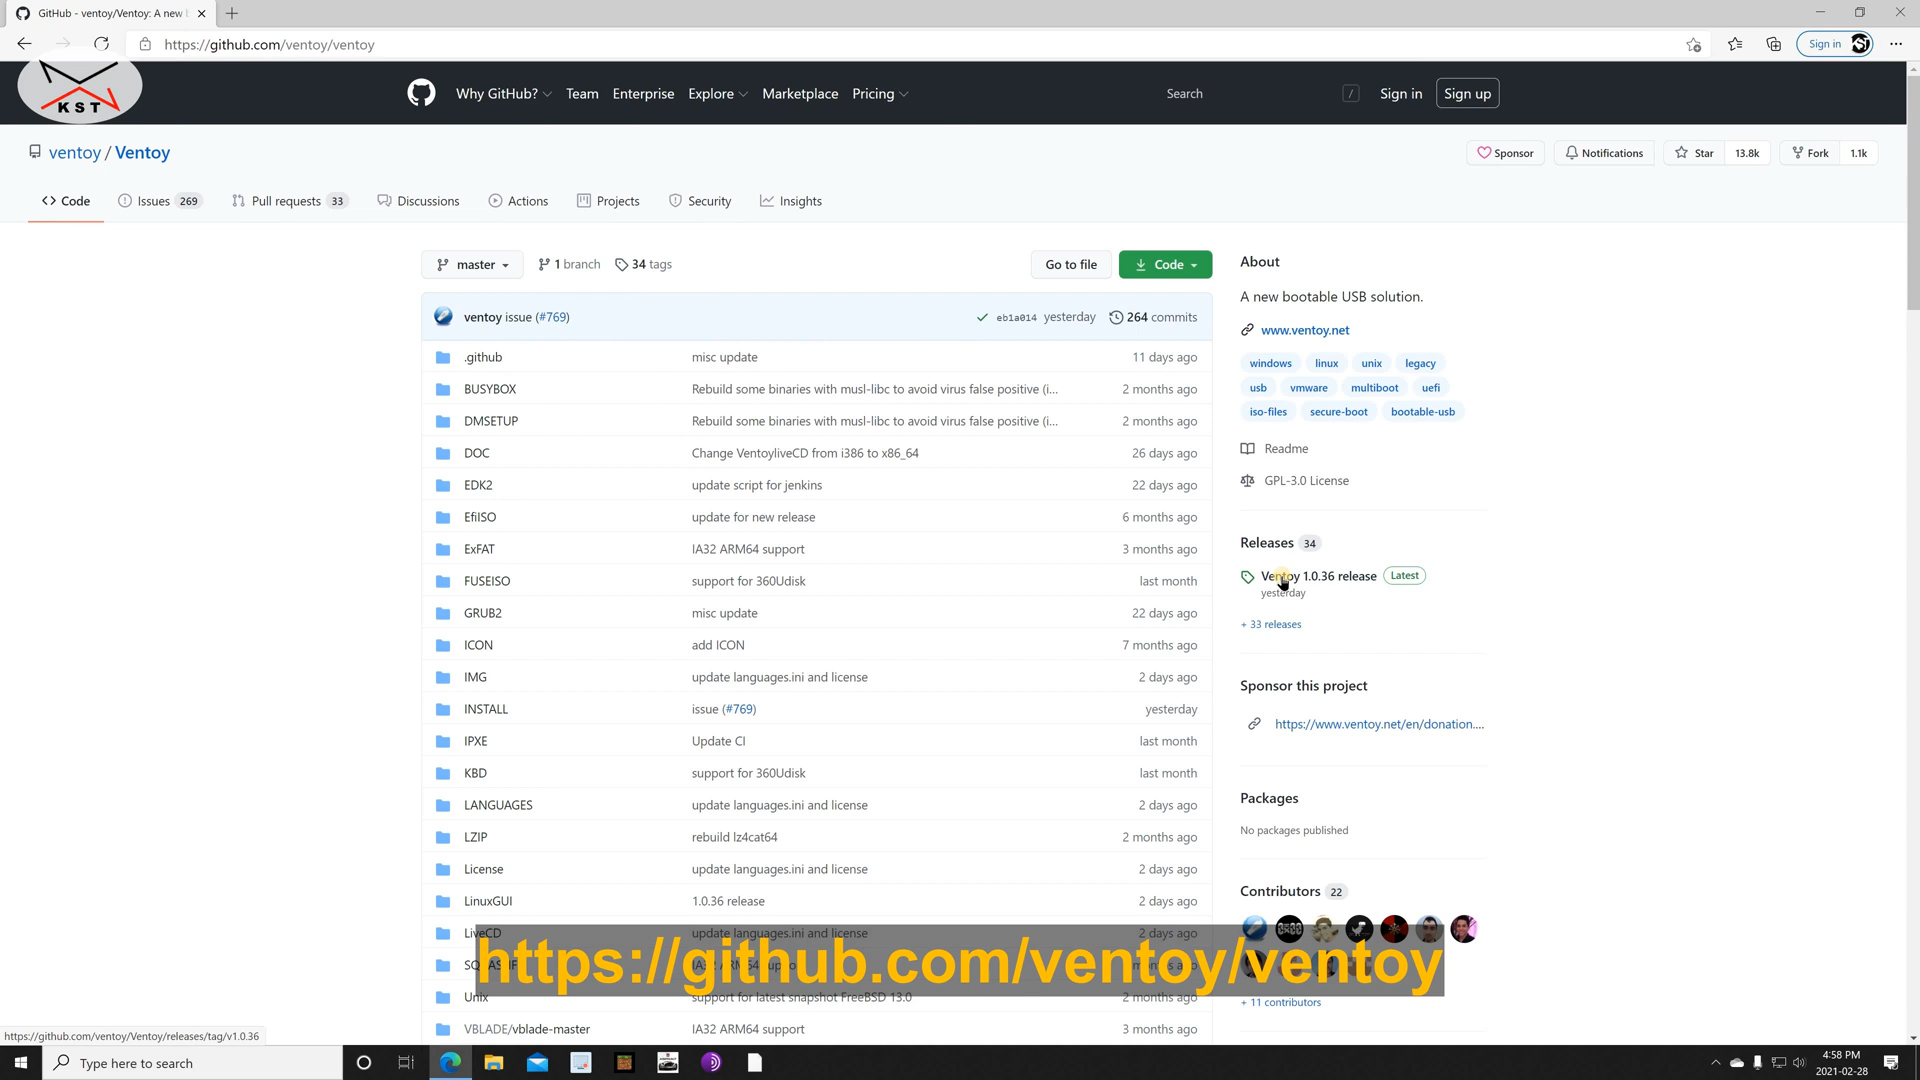 GitHub - ventoy/Ventoy: A new b
https://github.com/ventoy/ventoy
Sign in
KST
Why GitHub? Team Enterprise Explore Marketplace Pricing Search / Sign in Sign up
ventoy / Ventoy
Sponsor Notifications Star 13.8k Fork 1.1k
<> Code Issues 269 Pull requests 33 Discussions Actions Projects Security Insights
master 1 branch 34 tags Go to file Code
ventoy issue (#769) eb1a014 yesterday 264 commits
.github misc update 11 days ago
BUSYBOX Rebuild some binaries with musl-libc to avoid virus false positive (i... 2 months ago
DMSETUP Rebuild some binaries with musl-libc to avoid virus false positive (i... 2 months ago
DOC Change VentoyliveCD from i386 to x86_64 26 days ago
EDK2 update script for jenkins 22 days ago
EfiISO update for new release 6 months ago
ExFAT IA32 ARM64 support 3 months ago
FUSEISO support for 360Udisk last month
GRUB2 misc update 22 days ago
ICON add ICON 7 months ago
IMG update languages.ini and license 2 days ago
INSTALL issue (#769) yesterday
IPXE Update CI last month
KBD support for 360Udisk last month
LANGUAGES update languages.ini and license 2 days ago
LZIP rebuild lz4cat64 2 months ago
License update languages.ini and license 2 days ago
LinuxGUI 1.0.36 release 2 days ago
LiveCD update languages.ini and license 2 days ago
Unix support for latest snapshot FreeBSD 13.0 2 months ago
VBLADE/vblade-master IA32 ARM64 support 3 months ago
About
A new bootable USB solution.
www.ventoy.net
windows linux unix legacy
usb vmware multiboot uefi
iso-files secure-boot bootable-usb
Readme
GPL-3.0 License
Releases 34
Ventoy 1.0.36 release Latest
yesterday
+ 33 releases
Sponsor this project
https://www.ventoy.net/en/donation....
Packages
No packages published
Contributors 22
+ 11 contributors
https://github.com/ventoy/ventoy
https://github.com/ventoy/Ventoy/releases/tag/v1.0.36
Type here to search
4:58 PM
2021-02-28